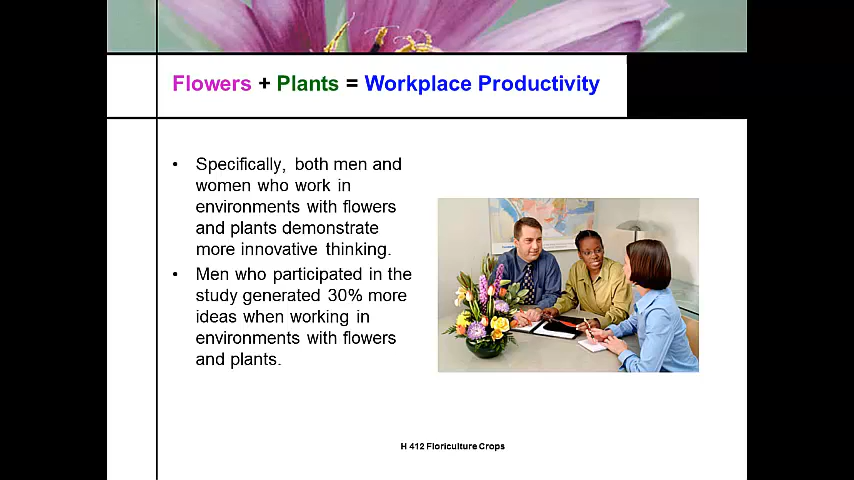 Flowers + Plants = Workplace Productivity
• Specifically, both men and
women who work in
environments with flowers
and plants demonstrate
more innovative thinking.
• Men who participated in the
study generated 30% more
ideas when working in
environments with flowers
and plants.
H 412 Floriculture Crops